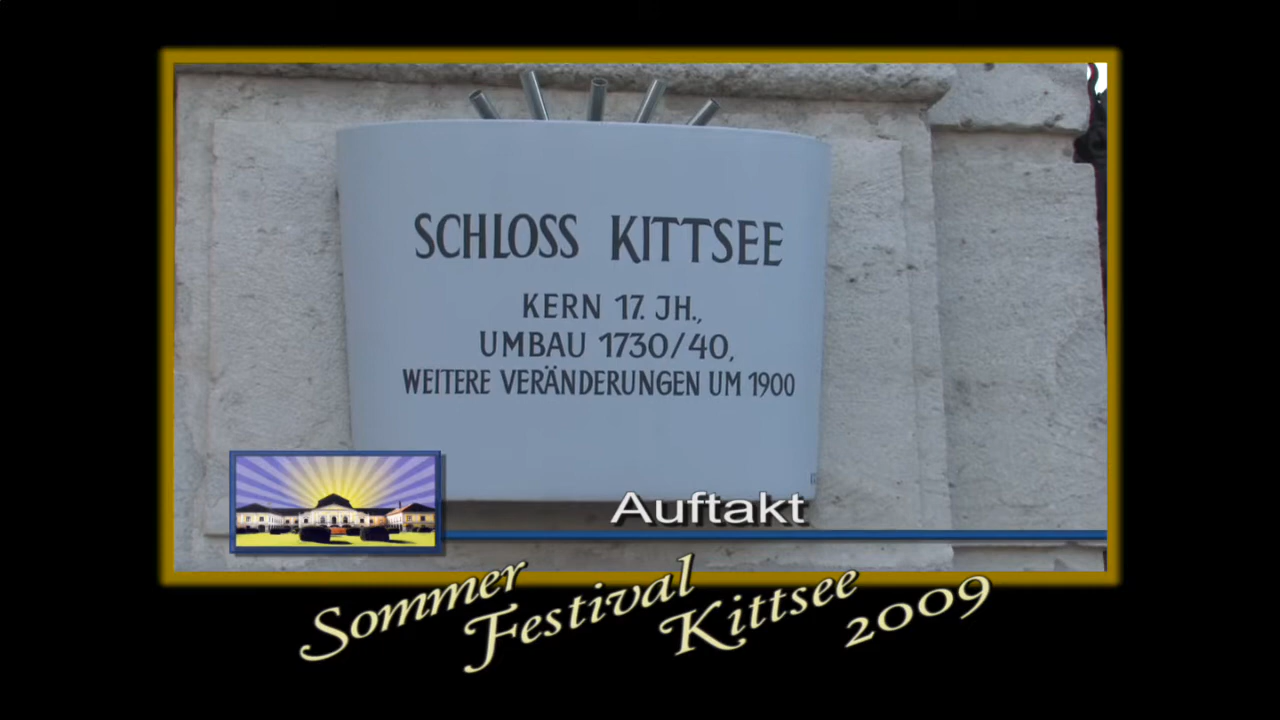 SCHLOSS KITTSEE
KERN 17. JH.,
UMBAU 1730/40,
WEITERE VERÄNDERUNGEN UM 1900
Auftakt
Sommer Festival Kittsee 2009